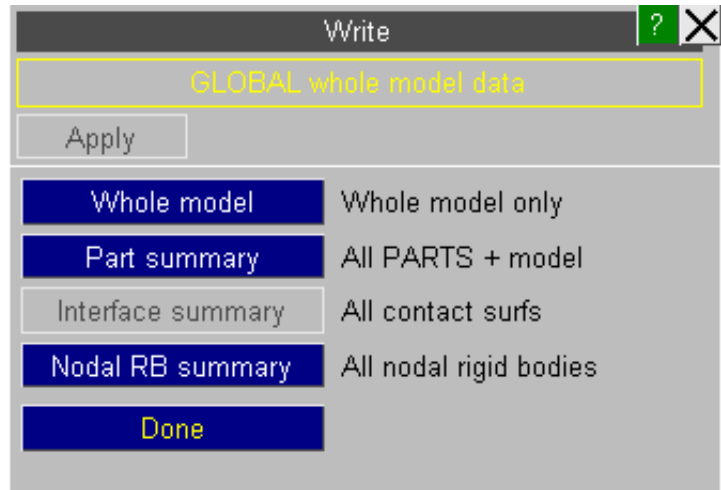 Write ?
GLOBAL whole model data
Apply
Whole model Whole model only
Part summary All PARTS + model
Interface summary All contact surfs
Nodal RB summary All nodal rigid bodies
Done